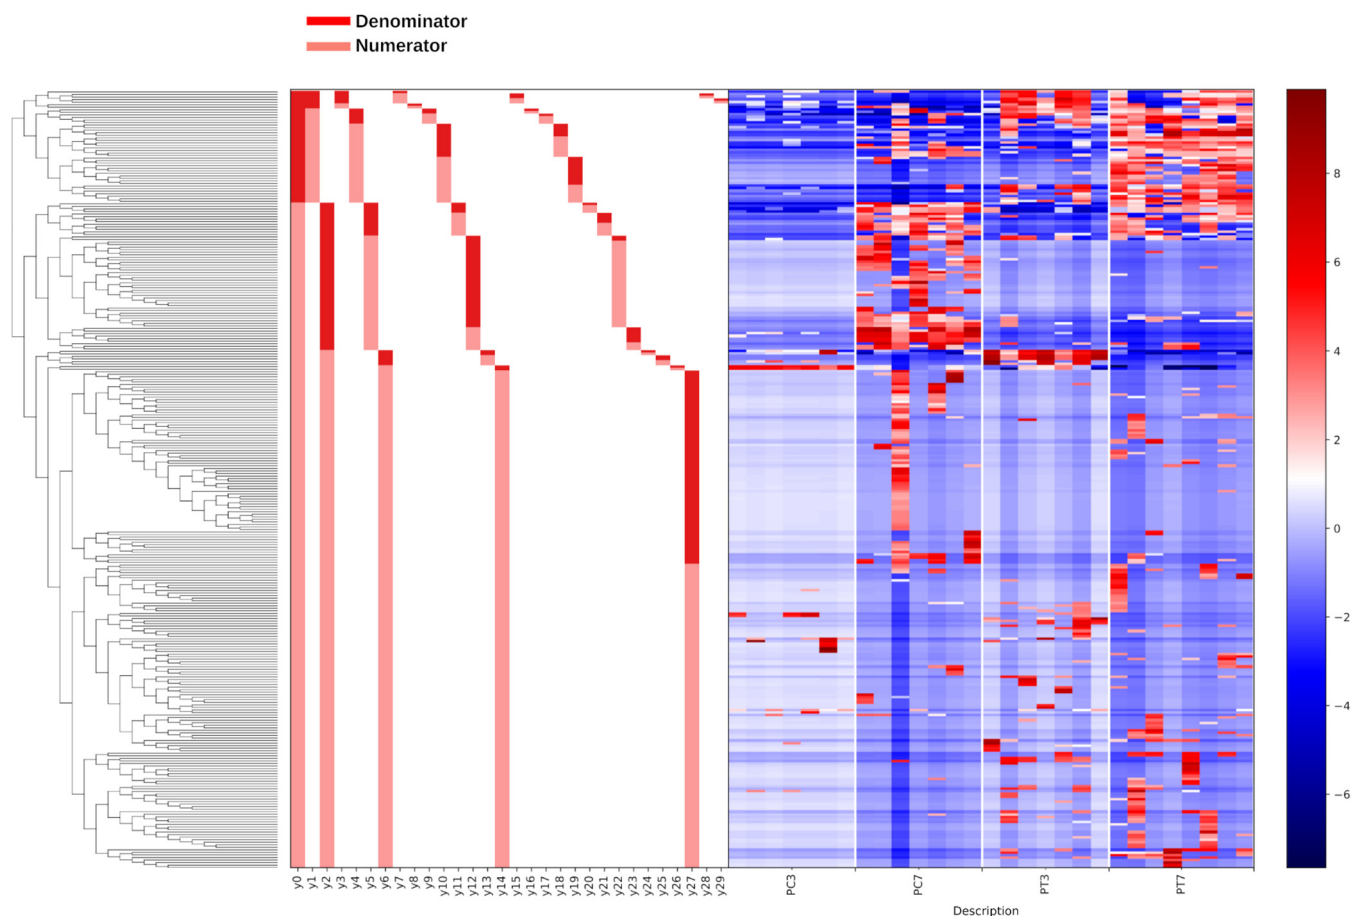 Denominator
Numerator
8
6
4
2
0
−2
−4
−6
y0 y1 y2 y3 y4 y5 y6 y7 y8 y9 y10 y11 y12 y13 y14 y15 y16 y17 y18 y19 y20 y21 y22 y23 y24 y25 y26 y27 y28 y29
PC3 PC7 PT3 PT7
Description